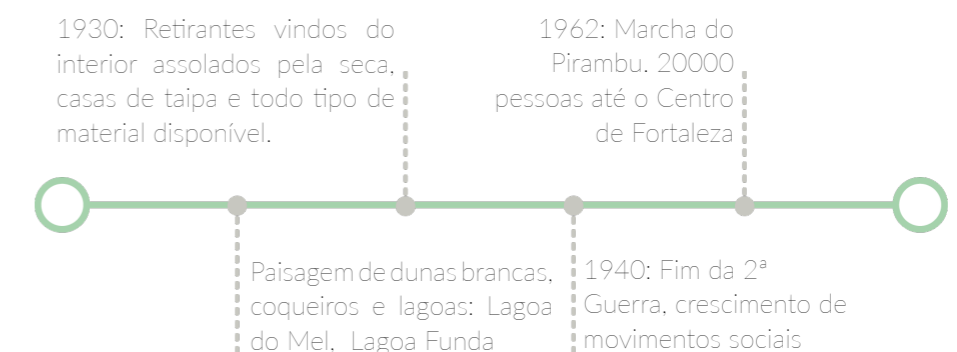 1930: Retirantes vindos do
interior assolados pela seca,
casas de taipa e todo tipo de
material disponível.
1962: Marcha do
Pirambu. 20000
pessoas até o Centro
de Fortaleza
Paisagem de dunas brancas,
coqueiros e lagoas: Lagoa
do Mel, Lagoa Funda
1940: Fim da 2ª
Guerra, crescimento de
movimentos sociais